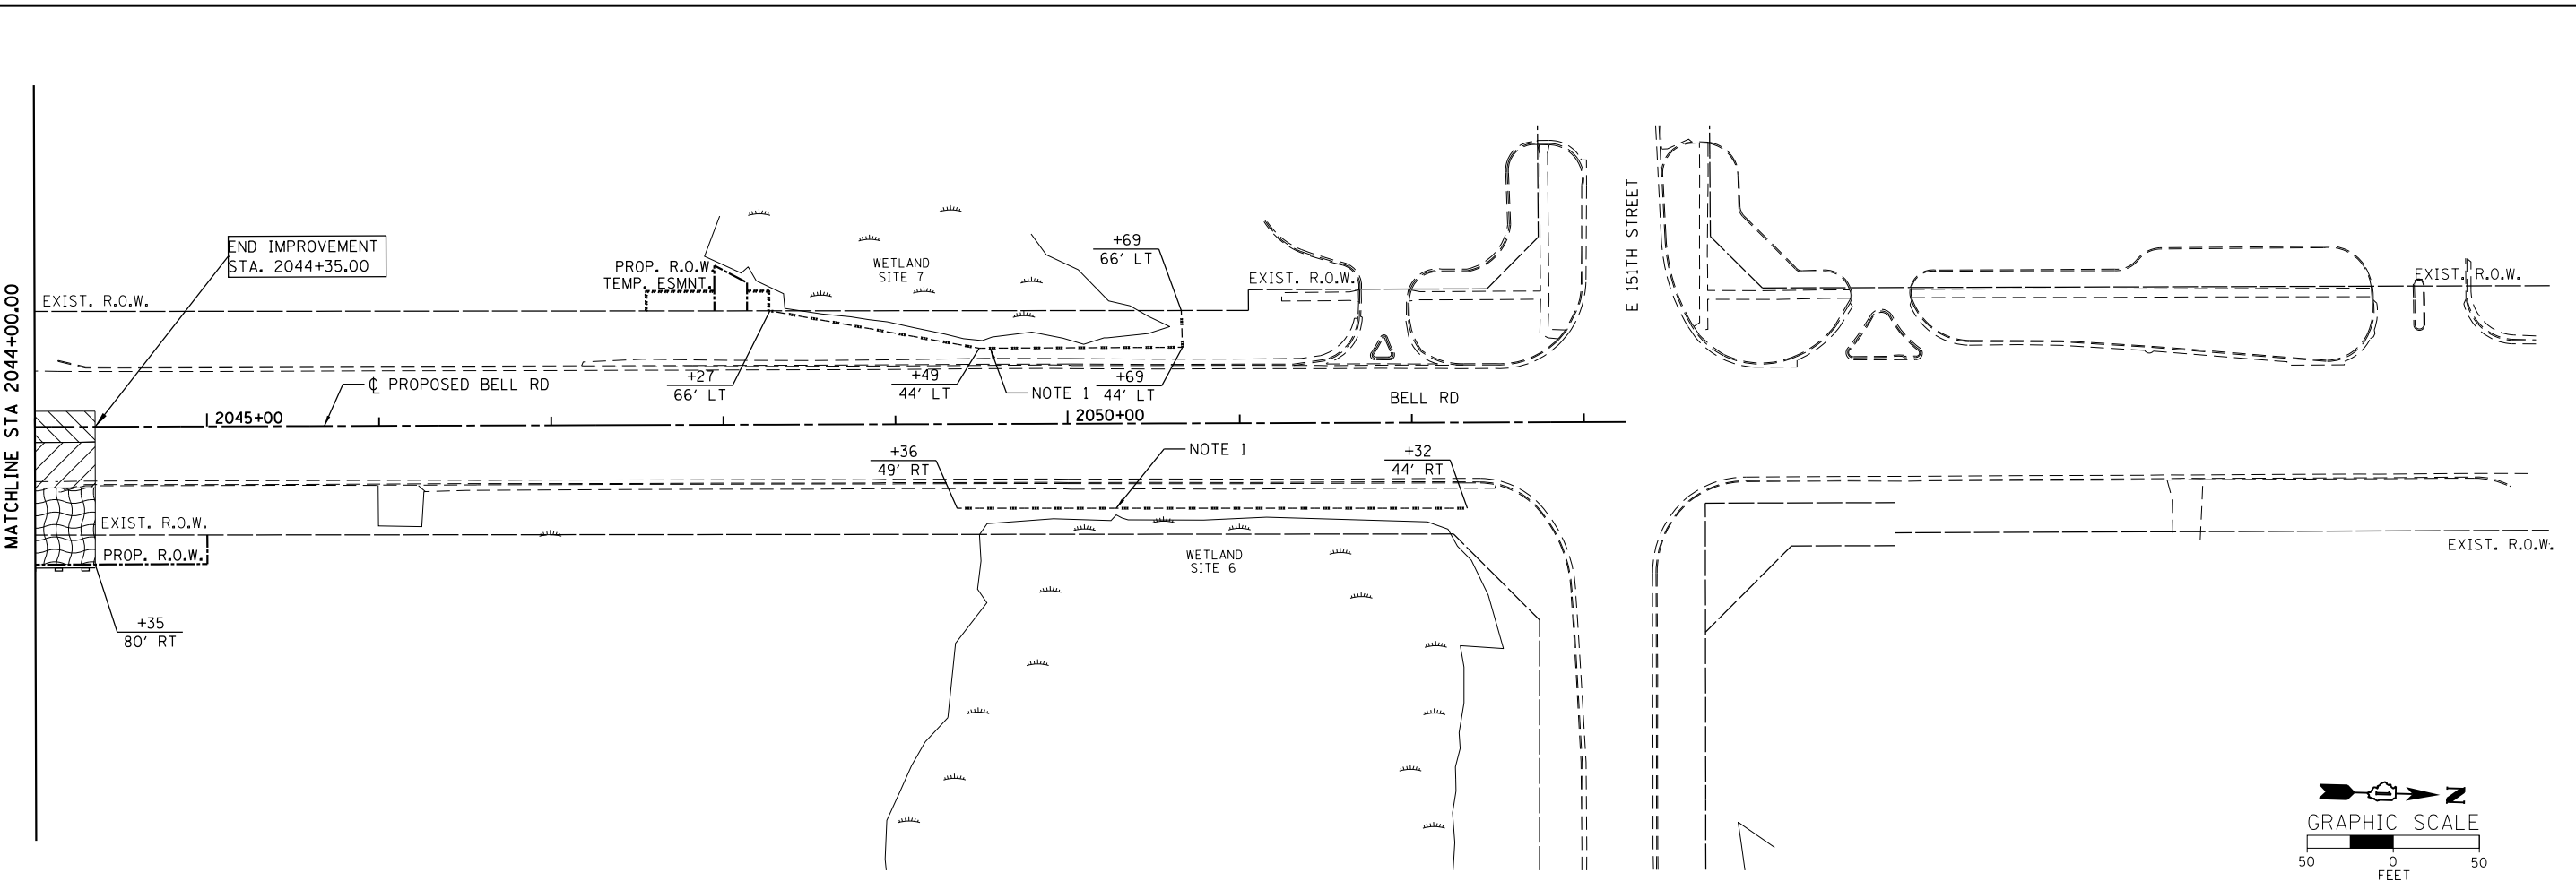 MATCHLINE STA 2044+00.00
END IMPROVEMENT
STA. 2044+35.00
EXIST. R.O.W.
PROP. R.O.W.
TEMP. ESMNT.
WETLAND
SITE 7
+69
66' LT
EXIST. R.O.W.
E 151TH STREET
EXIST. R.O.W.
℄ PROPOSED BELL RD
+27
66' LT
+49
44' LT
NOTE 1
+69
44' LT
BELL RD
2045+00
2050+00
+36
49' RT
NOTE 1
+32
44' RT
EXIST. R.O.W.
PROP. R.O.W.
WETLAND
SITE 6
EXIST. R.O.W.
+35
80' RT
N
GRAPHIC SCALE
50 0 50
FEET